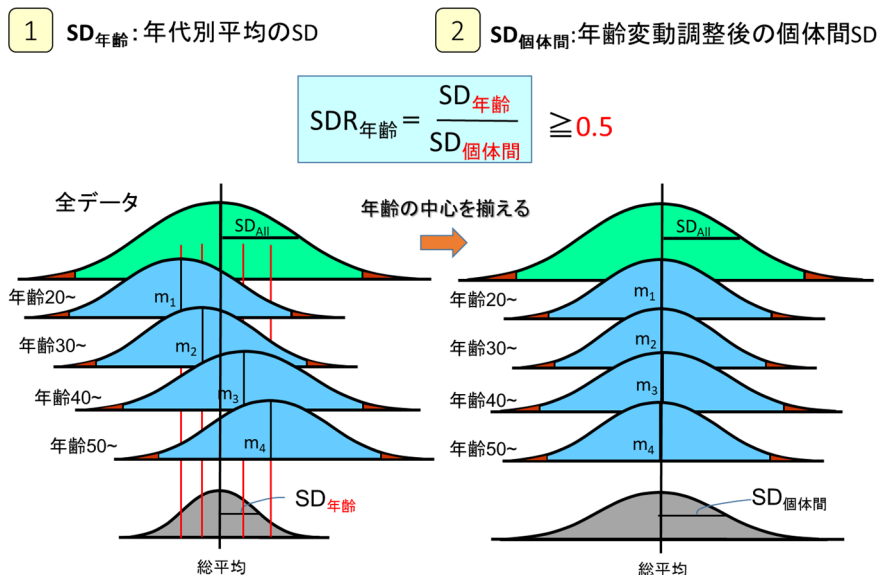 1 SD年齢:年代別平均のSD
2 SD個体間:年齢変動調整後の個体間SD
SDR年齢= SD年齢 / SD個体間 ≧0.5
全データ
SDAll
年齢20~
m1
年齢30~
m2
年齢40~
m3
年齢50~
m4
SD年齢
総平均
年齢の中心を揃える
SDAll
年齢20~
m1
年齢30~
m2
年齢40~
m3
年齢50~
m4
SD個体間
総平均